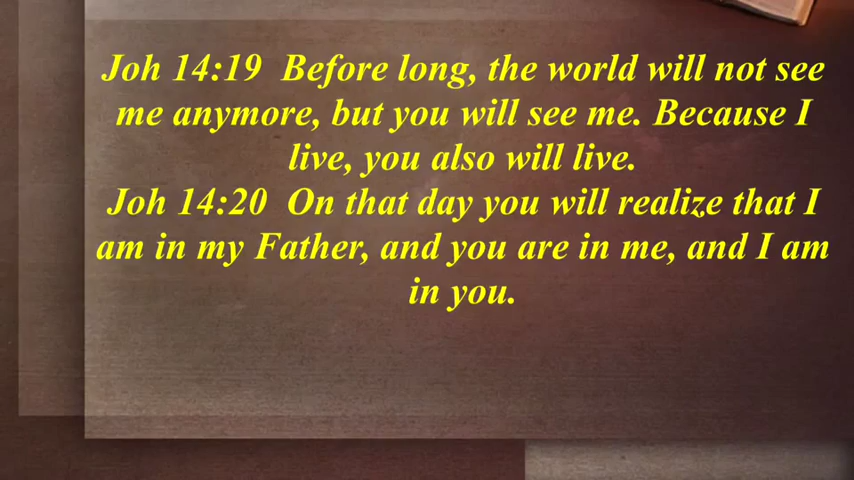 Joh 14:19  Before long, the world will not see
me anymore, but you will see me. Because I
live, you also will live.
Joh 14:20  On that day you will realize that I
am in my Father, and you are in me, and I am
in you.